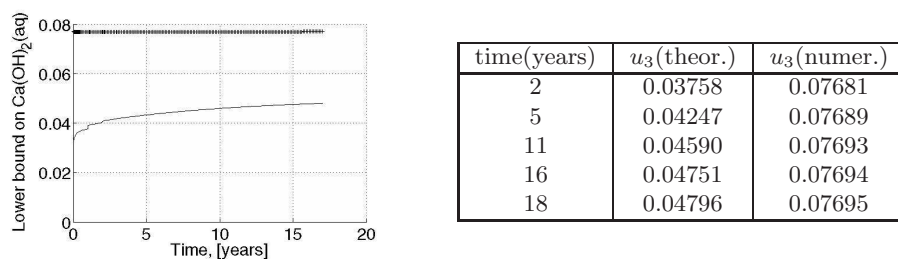 Lower bound on Ca(OH)2(aq)
0.08
0.06
0.04
0.02
0
0 5 10 15 20
Time, [years]
time(years) u3(theor.) u3(numer.)
2 0.03758 0.07681
5 0.04247 0.07689
11 0.04590 0.07693
16 0.04751 0.07694
18 0.04796 0.07695